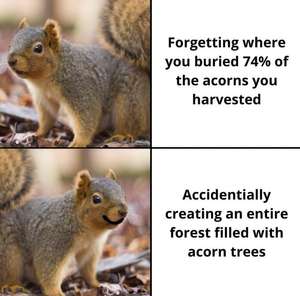 Forgetting where
you buried 74% of
the acorns you
harvested
Accidentially
creating an entire
forest filled with
acorn trees